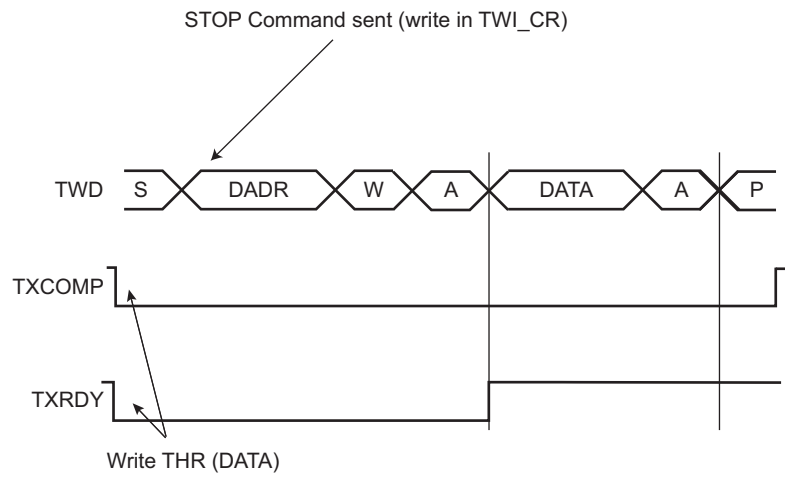 STOP Command sent (write in TWI_CR)
TWD S DADR W A DATA A P
TXCOMP
TXRDY
Write THR (DATA)